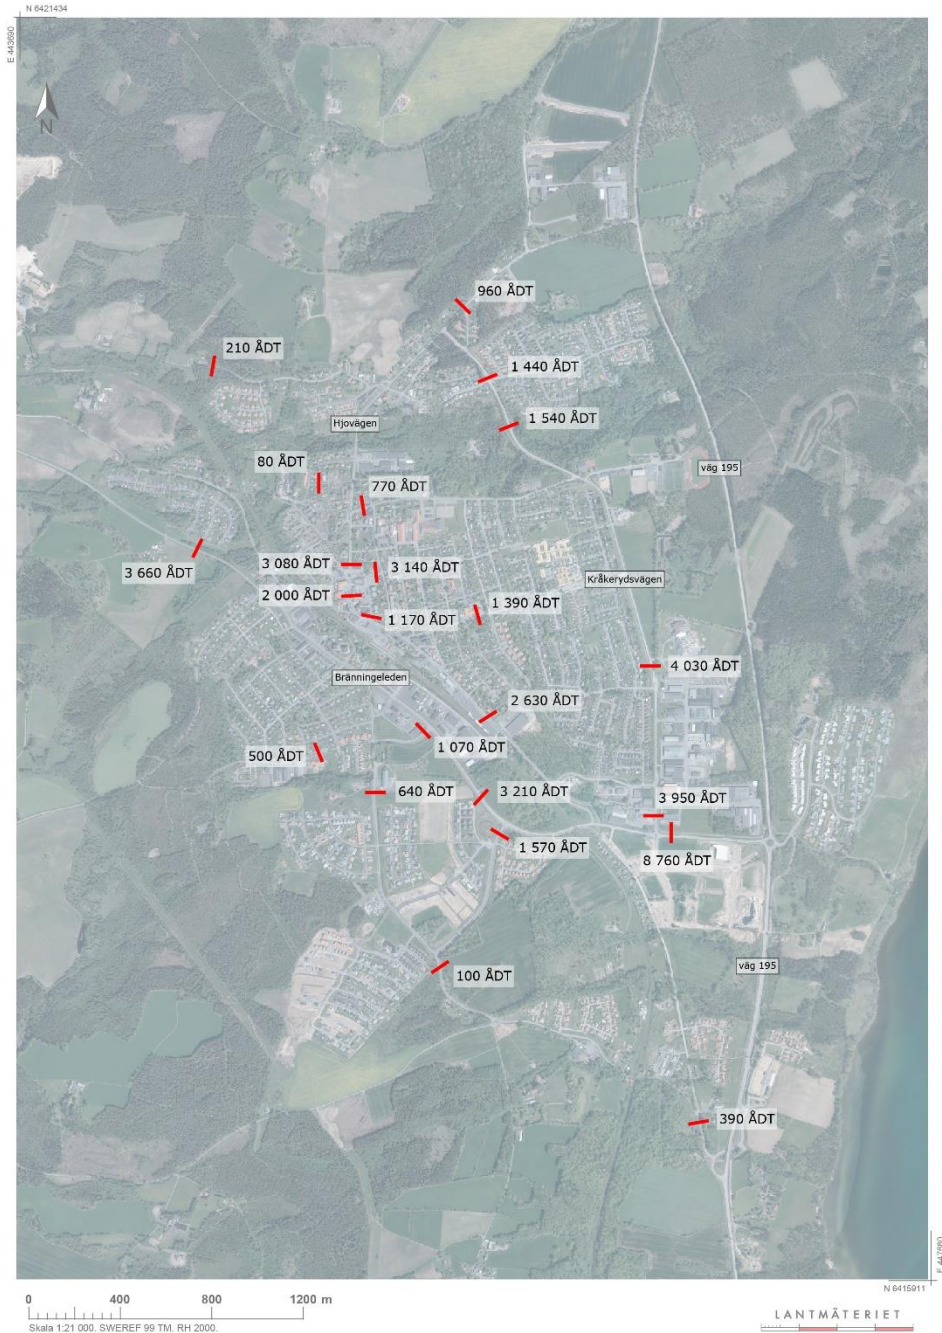 N 6421434
E 443690
N
960 ÅDT
210 ÅDT
1 440 ÅDT
Hjovägen
1 540 ÅDT
80 ÅDT
väg 195
770 ÅDT
3 660 ÅDT
3 080 ÅDT
3 140 ÅDT
Kråkerydsvägen
2 000 ÅDT
1 390 ÅDT
1 170 ÅDT
4 030 ÅDT
Bränningeleden
2 630 ÅDT
1 070 ÅDT
500 ÅDT
640 ÅDT
3 210 ÅDT
3 950 ÅDT
1 570 ÅDT
8 760 ÅDT
väg 195
100 ÅDT
390 ÅDT
E 447880
N 6415911
0 400 800 1200 m
Skala 1:21 000. SWEREF 99 TM. RH 2000.
LANTMÄTERIET